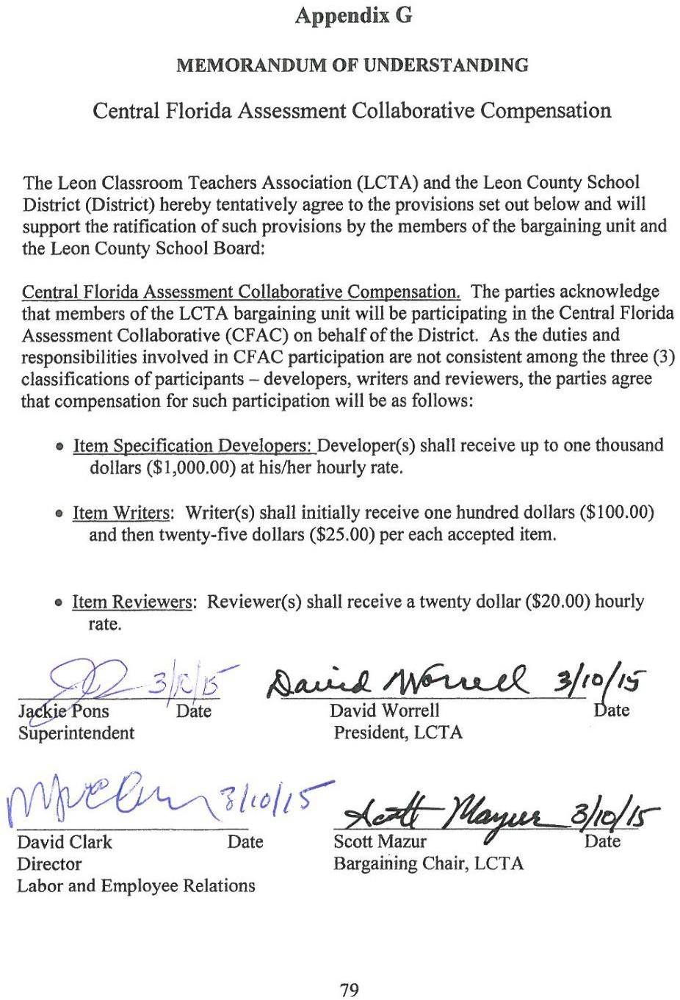 Appendix G
MEMORANDUM OF UNDERSTANDING
Central Florida Assessment Collaborative Compensation
The Leon Classroom Teachers Association (LCTA) and the Leon County School
District (District) hereby tentatively agree to the provisions set out below and will
support the ratification of such provisions by the members of the bargaining unit and
the Leon County School Board:
Central Florida Assessment Collaborative Compensation. The parties acknowledge
that members of the LCTA bargaining unit will be participating in the Central Florida
Assessment Collaborative (CFAC) on behalf of the District. As the duties and
responsibilities involved in CFAC participation are not consistent among the three (3)
classifications of participants – developers, writers and reviewers, the parties agree
that compensation for such participation will be as follows:
• Item Specification Developers: Developer(s) shall receive up to one thousand
dollars ($1,000.00) at his/her hourly rate.
• Item Writers: Writer(s) shall initially receive one hundred dollars ($100.00)
and then twenty-five dollars ($25.00) per each accepted item.
• Item Reviewers: Reviewer(s) shall receive a twenty dollar ($20.00) hourly
rate.
3/10/15 David Worrell 3/10/15
Jackie Pons Date David Worrell Date
Superintendent President, LCTA
3/10/15 Scott Mazur 3/10/15
David Clark Date Scott Mazur Date
Director Bargaining Chair, LCTA
Labor and Employee Relations
79